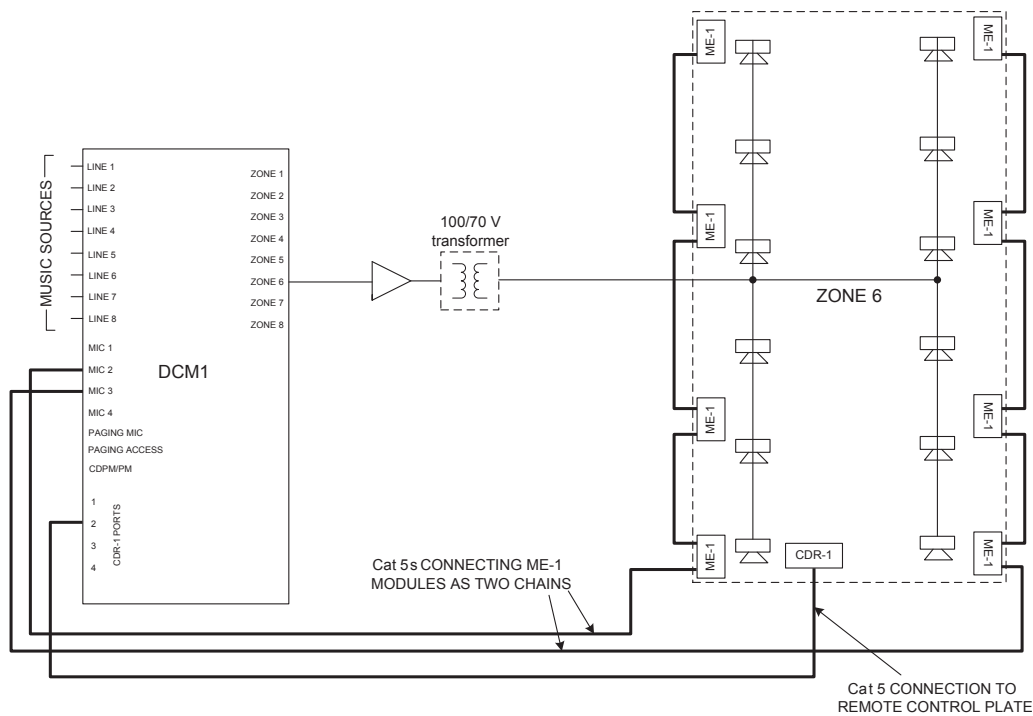 MUSIC SOURCES
LINE 1
LINE 2
LINE 3
LINE 4
LINE 5
LINE 6
LINE 7
LINE 8
MIC 1
MIC 2
MIC 3
MIC 4
PAGING MIC
PAGING ACCESS
CDPM/PM
1
2
3
4
CDR-1 PORTS
DCM1
ZONE 1
ZONE 2
ZONE 3
ZONE 4
ZONE 5
ZONE 6
ZONE 7
ZONE 8
100/70 V
transformer
ME-1
ME-1
ME-1
ME-1
ZONE 6
ME-1
ME-1
ME-1
ME-1
CDR-1
Cat 5s CONNECTING ME-1
MODULES AS TWO CHAINS
Cat 5 CONNECTION TO
REMOTE CONTROL PLATE